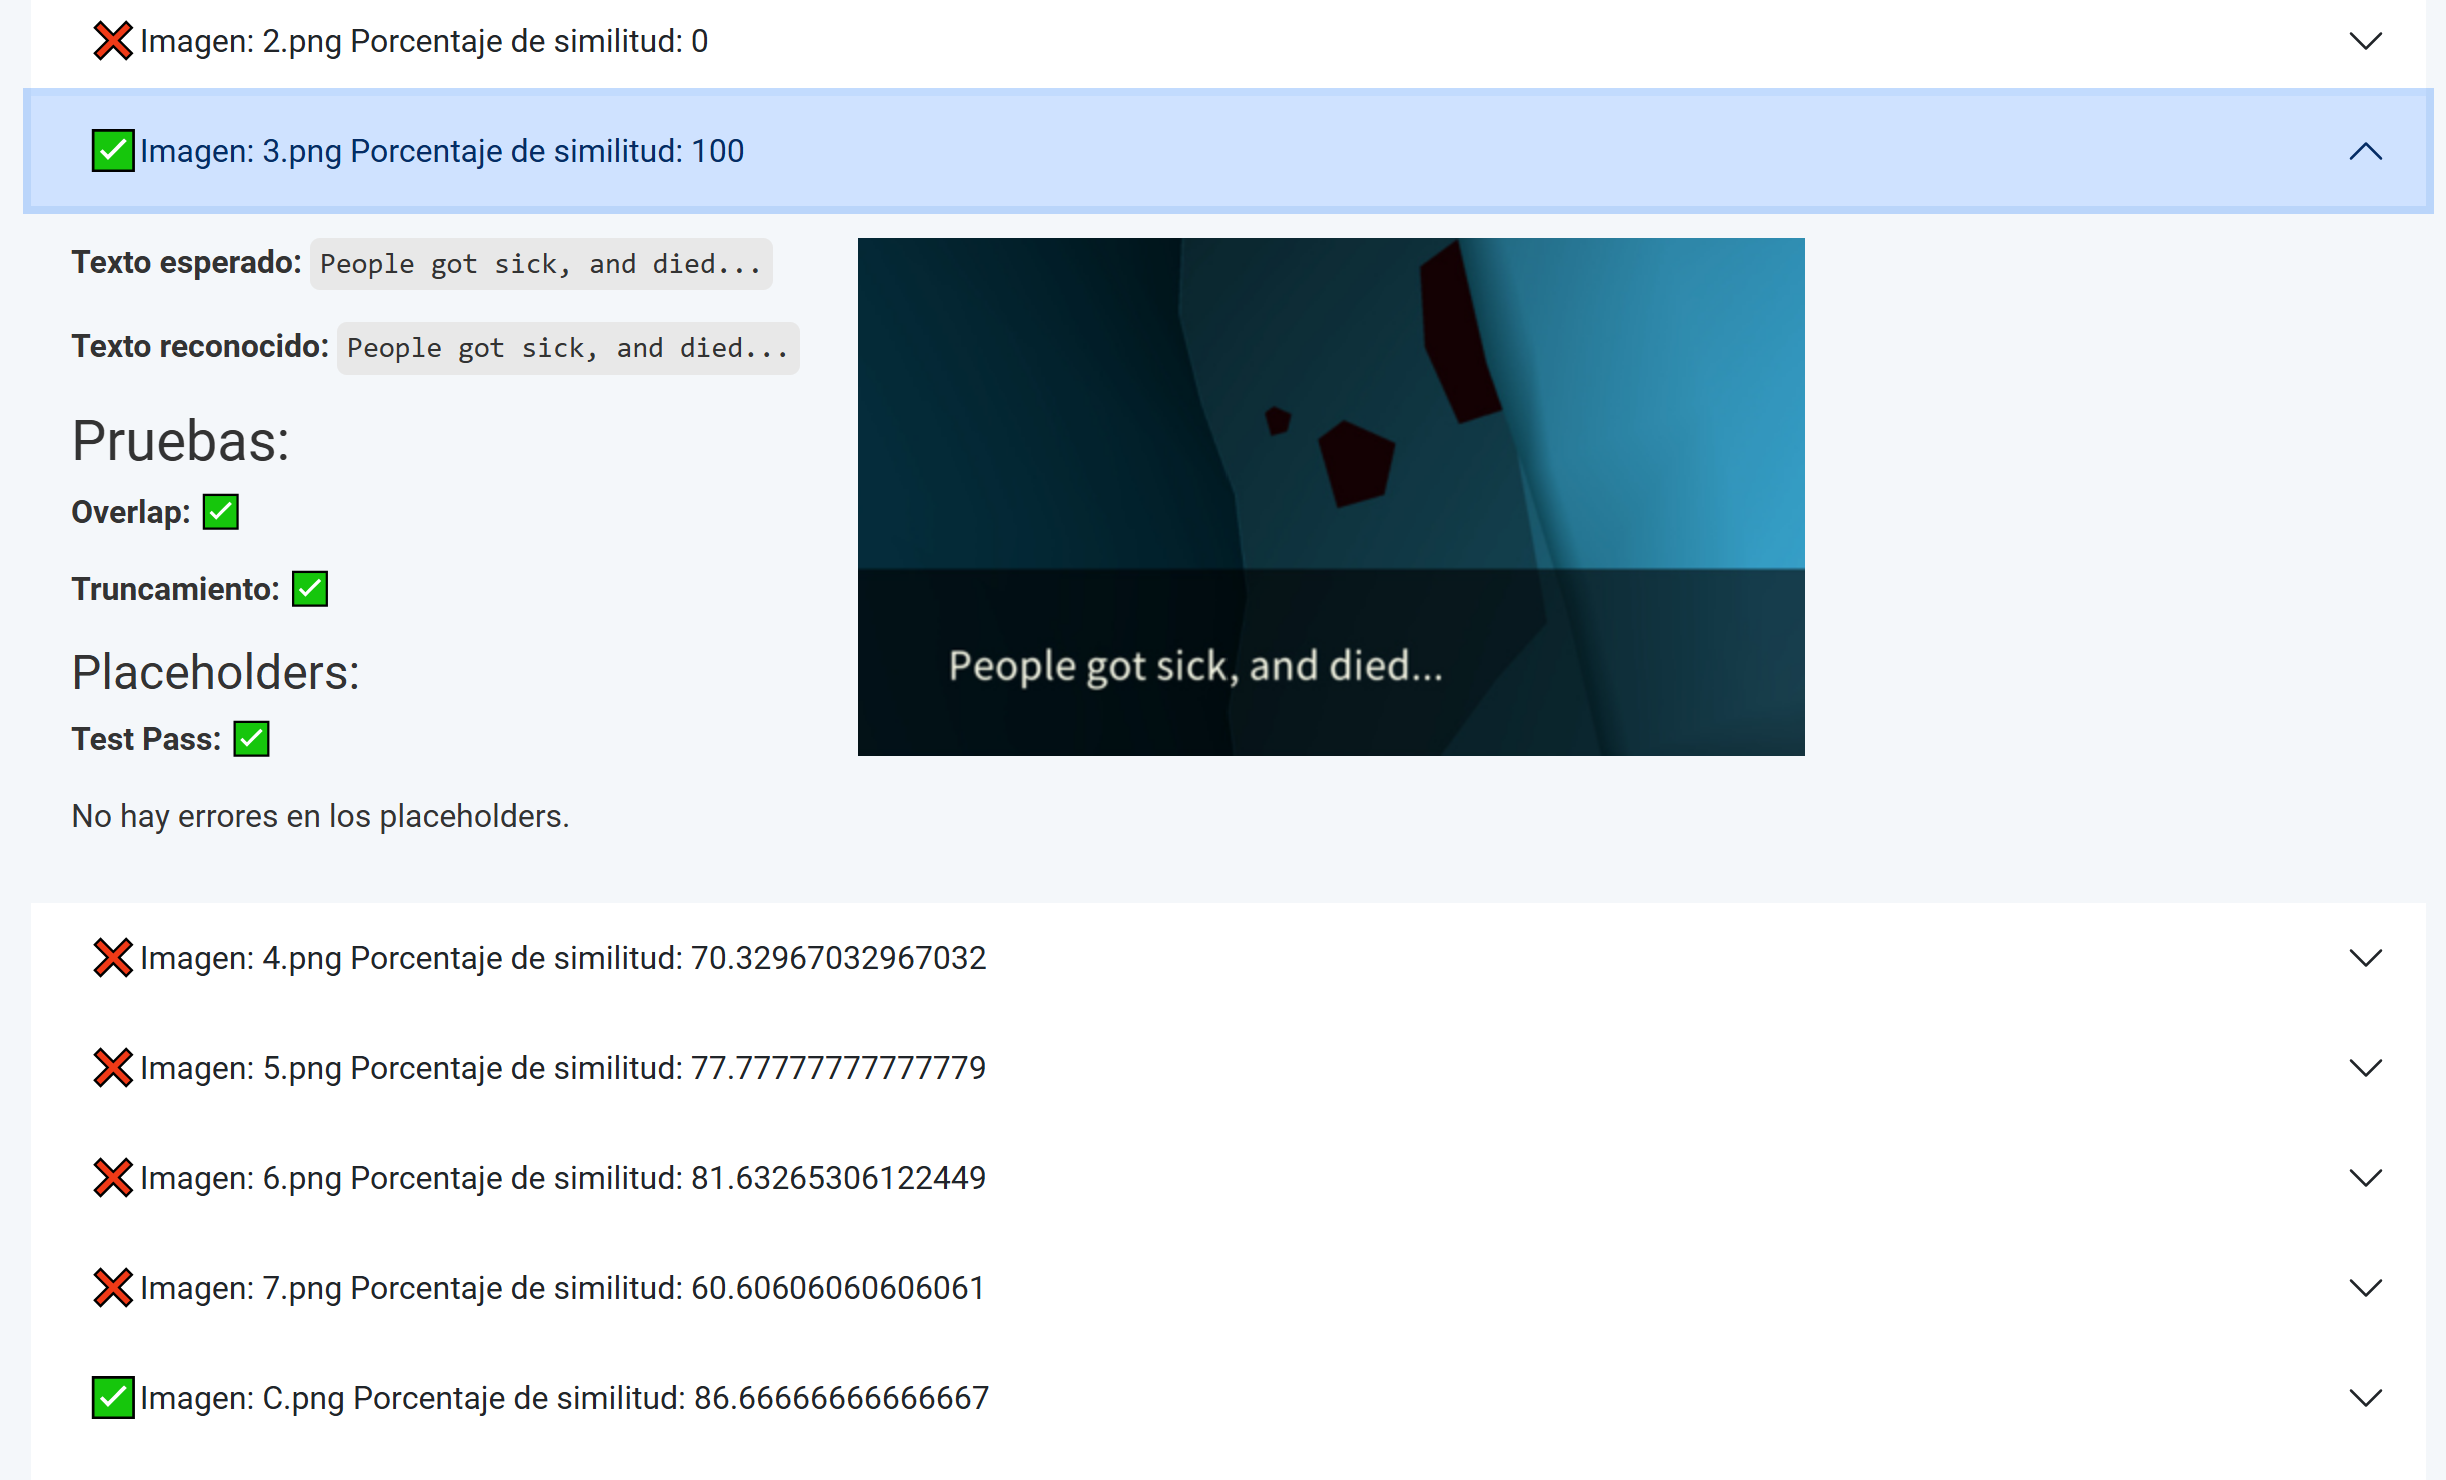 Imagen: 2.png Porcentaje de similitud: 0
Imagen: 3.png Porcentaje de similitud: 100
Texto esperado: People got sick, and died...
Texto reconocido: People got sick, and died...
Pruebas:
Overlap:
Truncamiento:
Placeholders:
Test Pass:
No hay errores en los placeholders.
People got sick, and died...
Imagen: 4.png Porcentaje de similitud: 70.32967032967032
Imagen: 5.png Porcentaje de similitud: 77.77777777777779
Imagen: 6.png Porcentaje de similitud: 81.63265306122449
Imagen: 7.png Porcentaje de similitud: 60.60606060606061
Imagen: C.png Porcentaje de similitud: 86.66666666666667